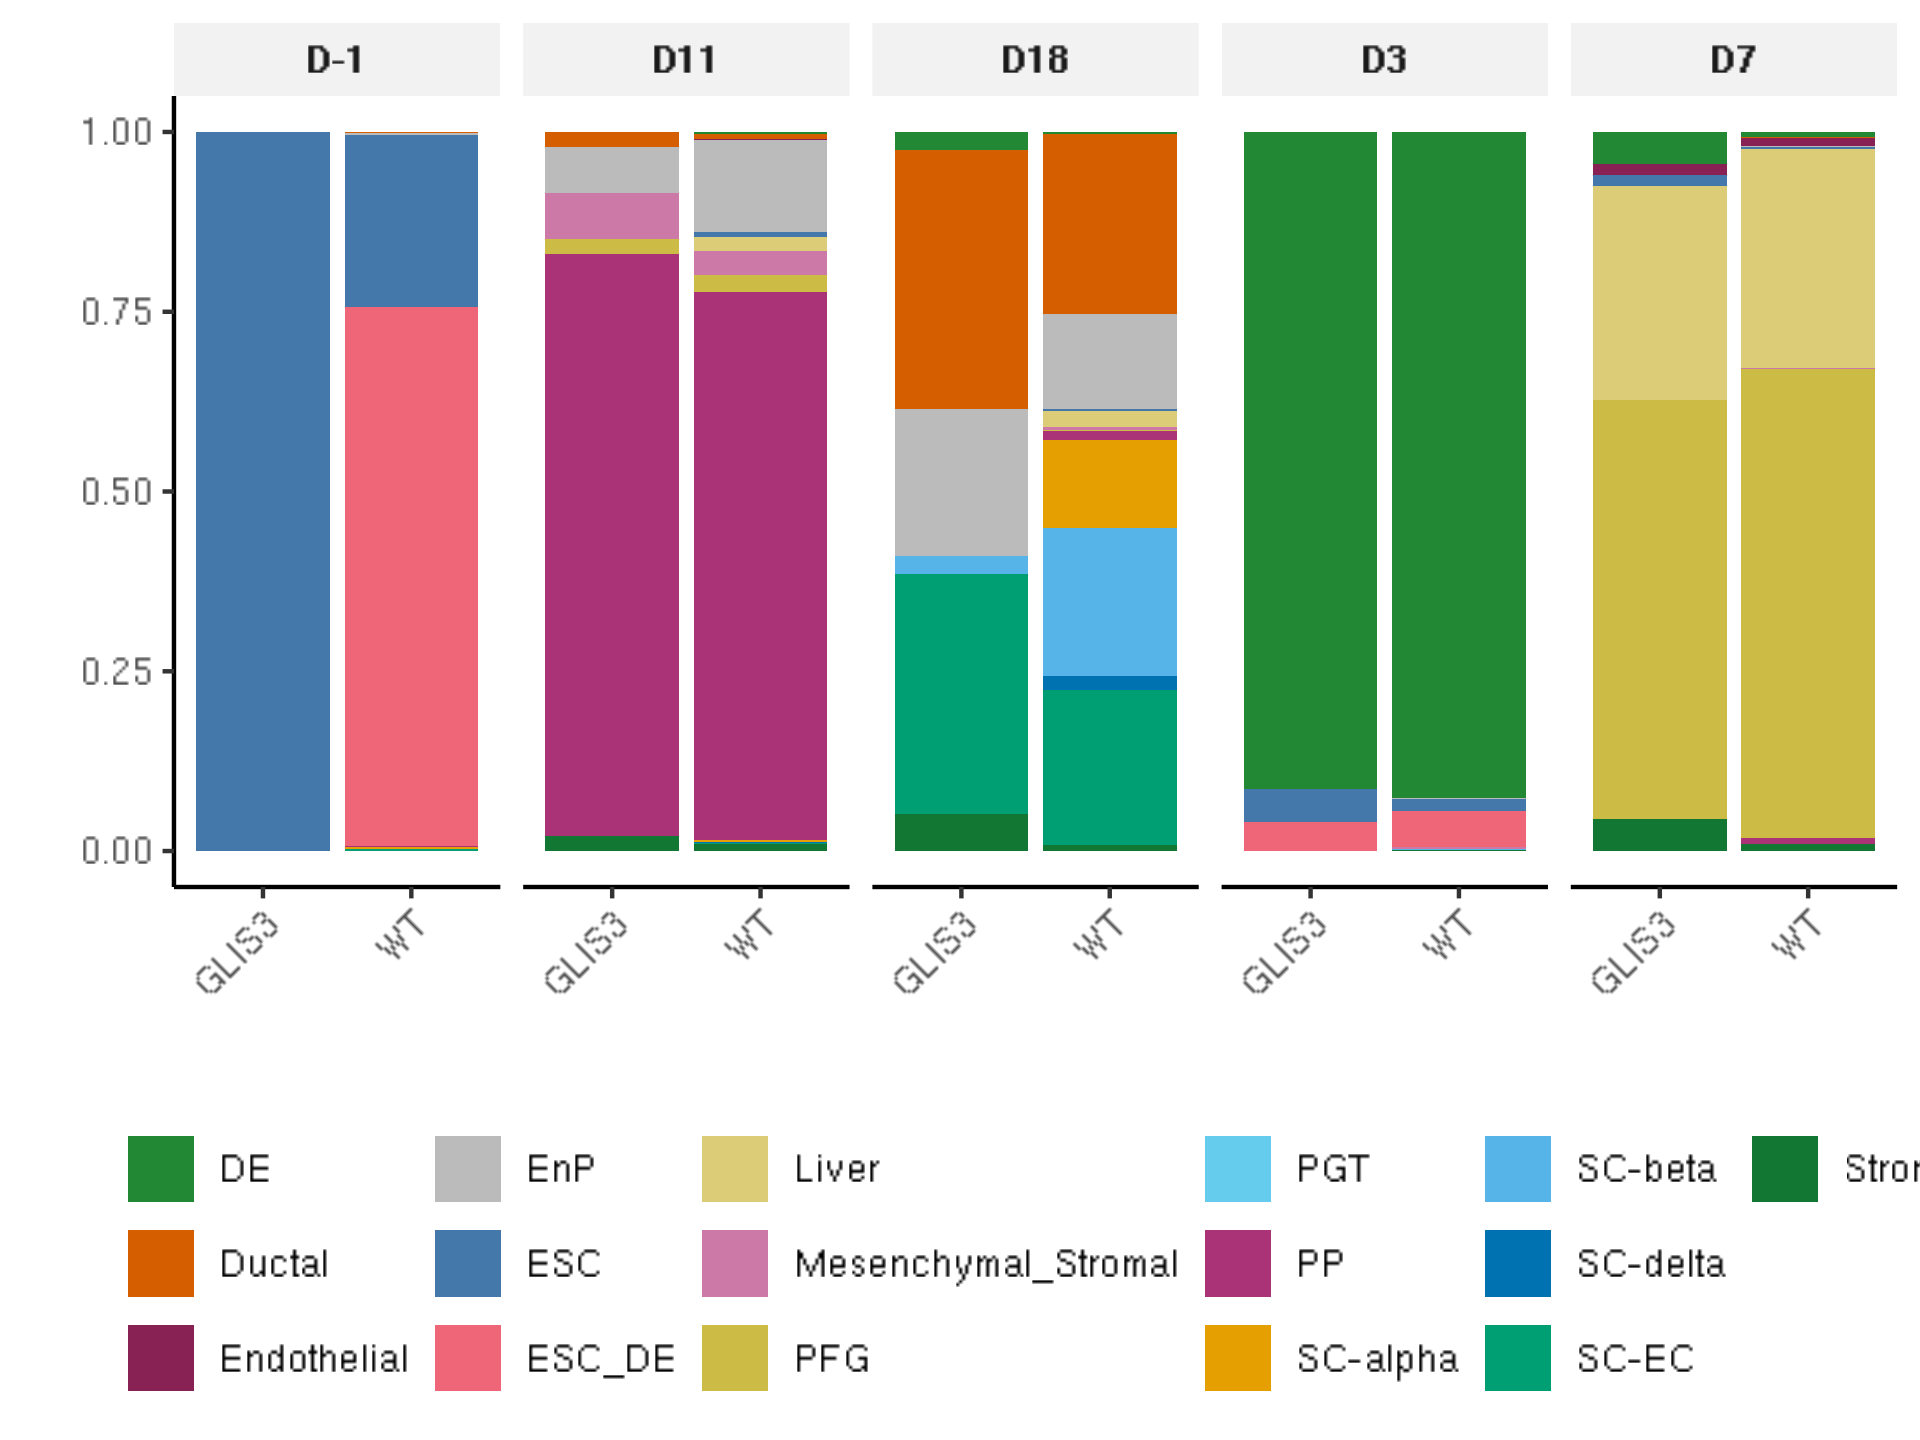 D-1 D11 D18 D3 D7
1.00
0.75
0.50
0.25
0.00
GLIS3 WT GLIS3 WT GLIS3 WT GLIS3 WT GLIS3 WT
DE EnP Liver PGT SC-beta
Ductal ESC Mesenchymal_Stromal PP SC-delta
Endothelial ESC_DE PFG SC-alpha SC-EC